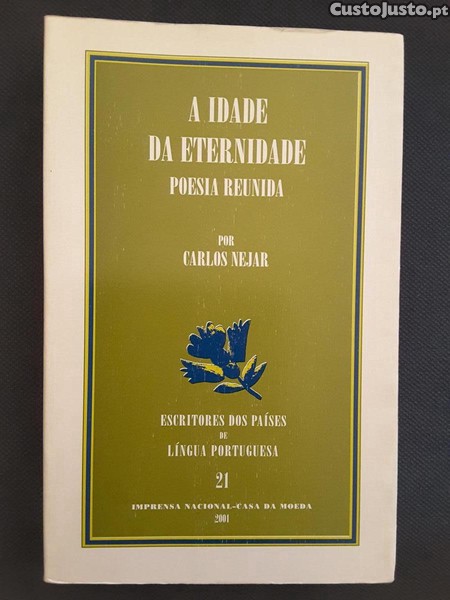 CustoJusto.pt
A IDADE
DA ETERNIDADE
POESIA REUNIDA
POR
CARLOS NEJAR
ESCRITORES DOS PAÍSES
DE
LÍNGUA PORTUGUESA
21
IMPRENSA NACIONAL-CASA DA MOEDA
2001